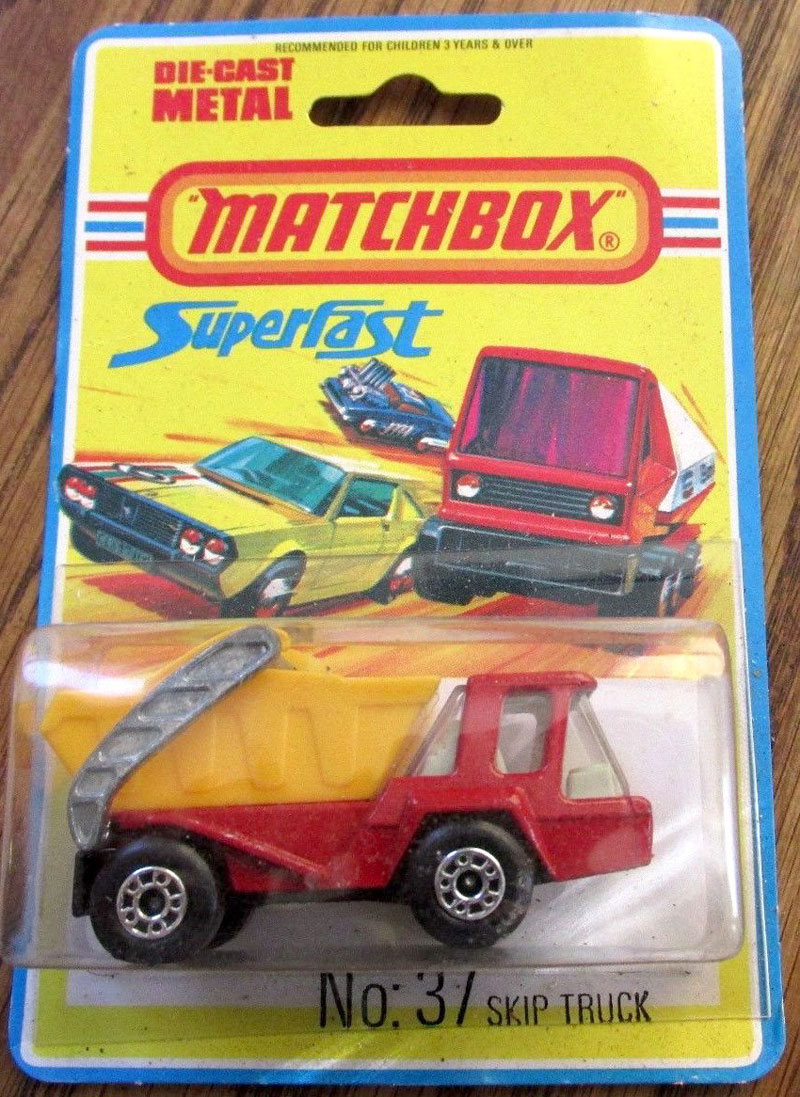 RECOMMENDED FOR CHILDREN 3 YEARS & OVER
DIE-CAST
METAL
"MATCHBOX"®
Superfast
No: 37 SKIP TRUCK